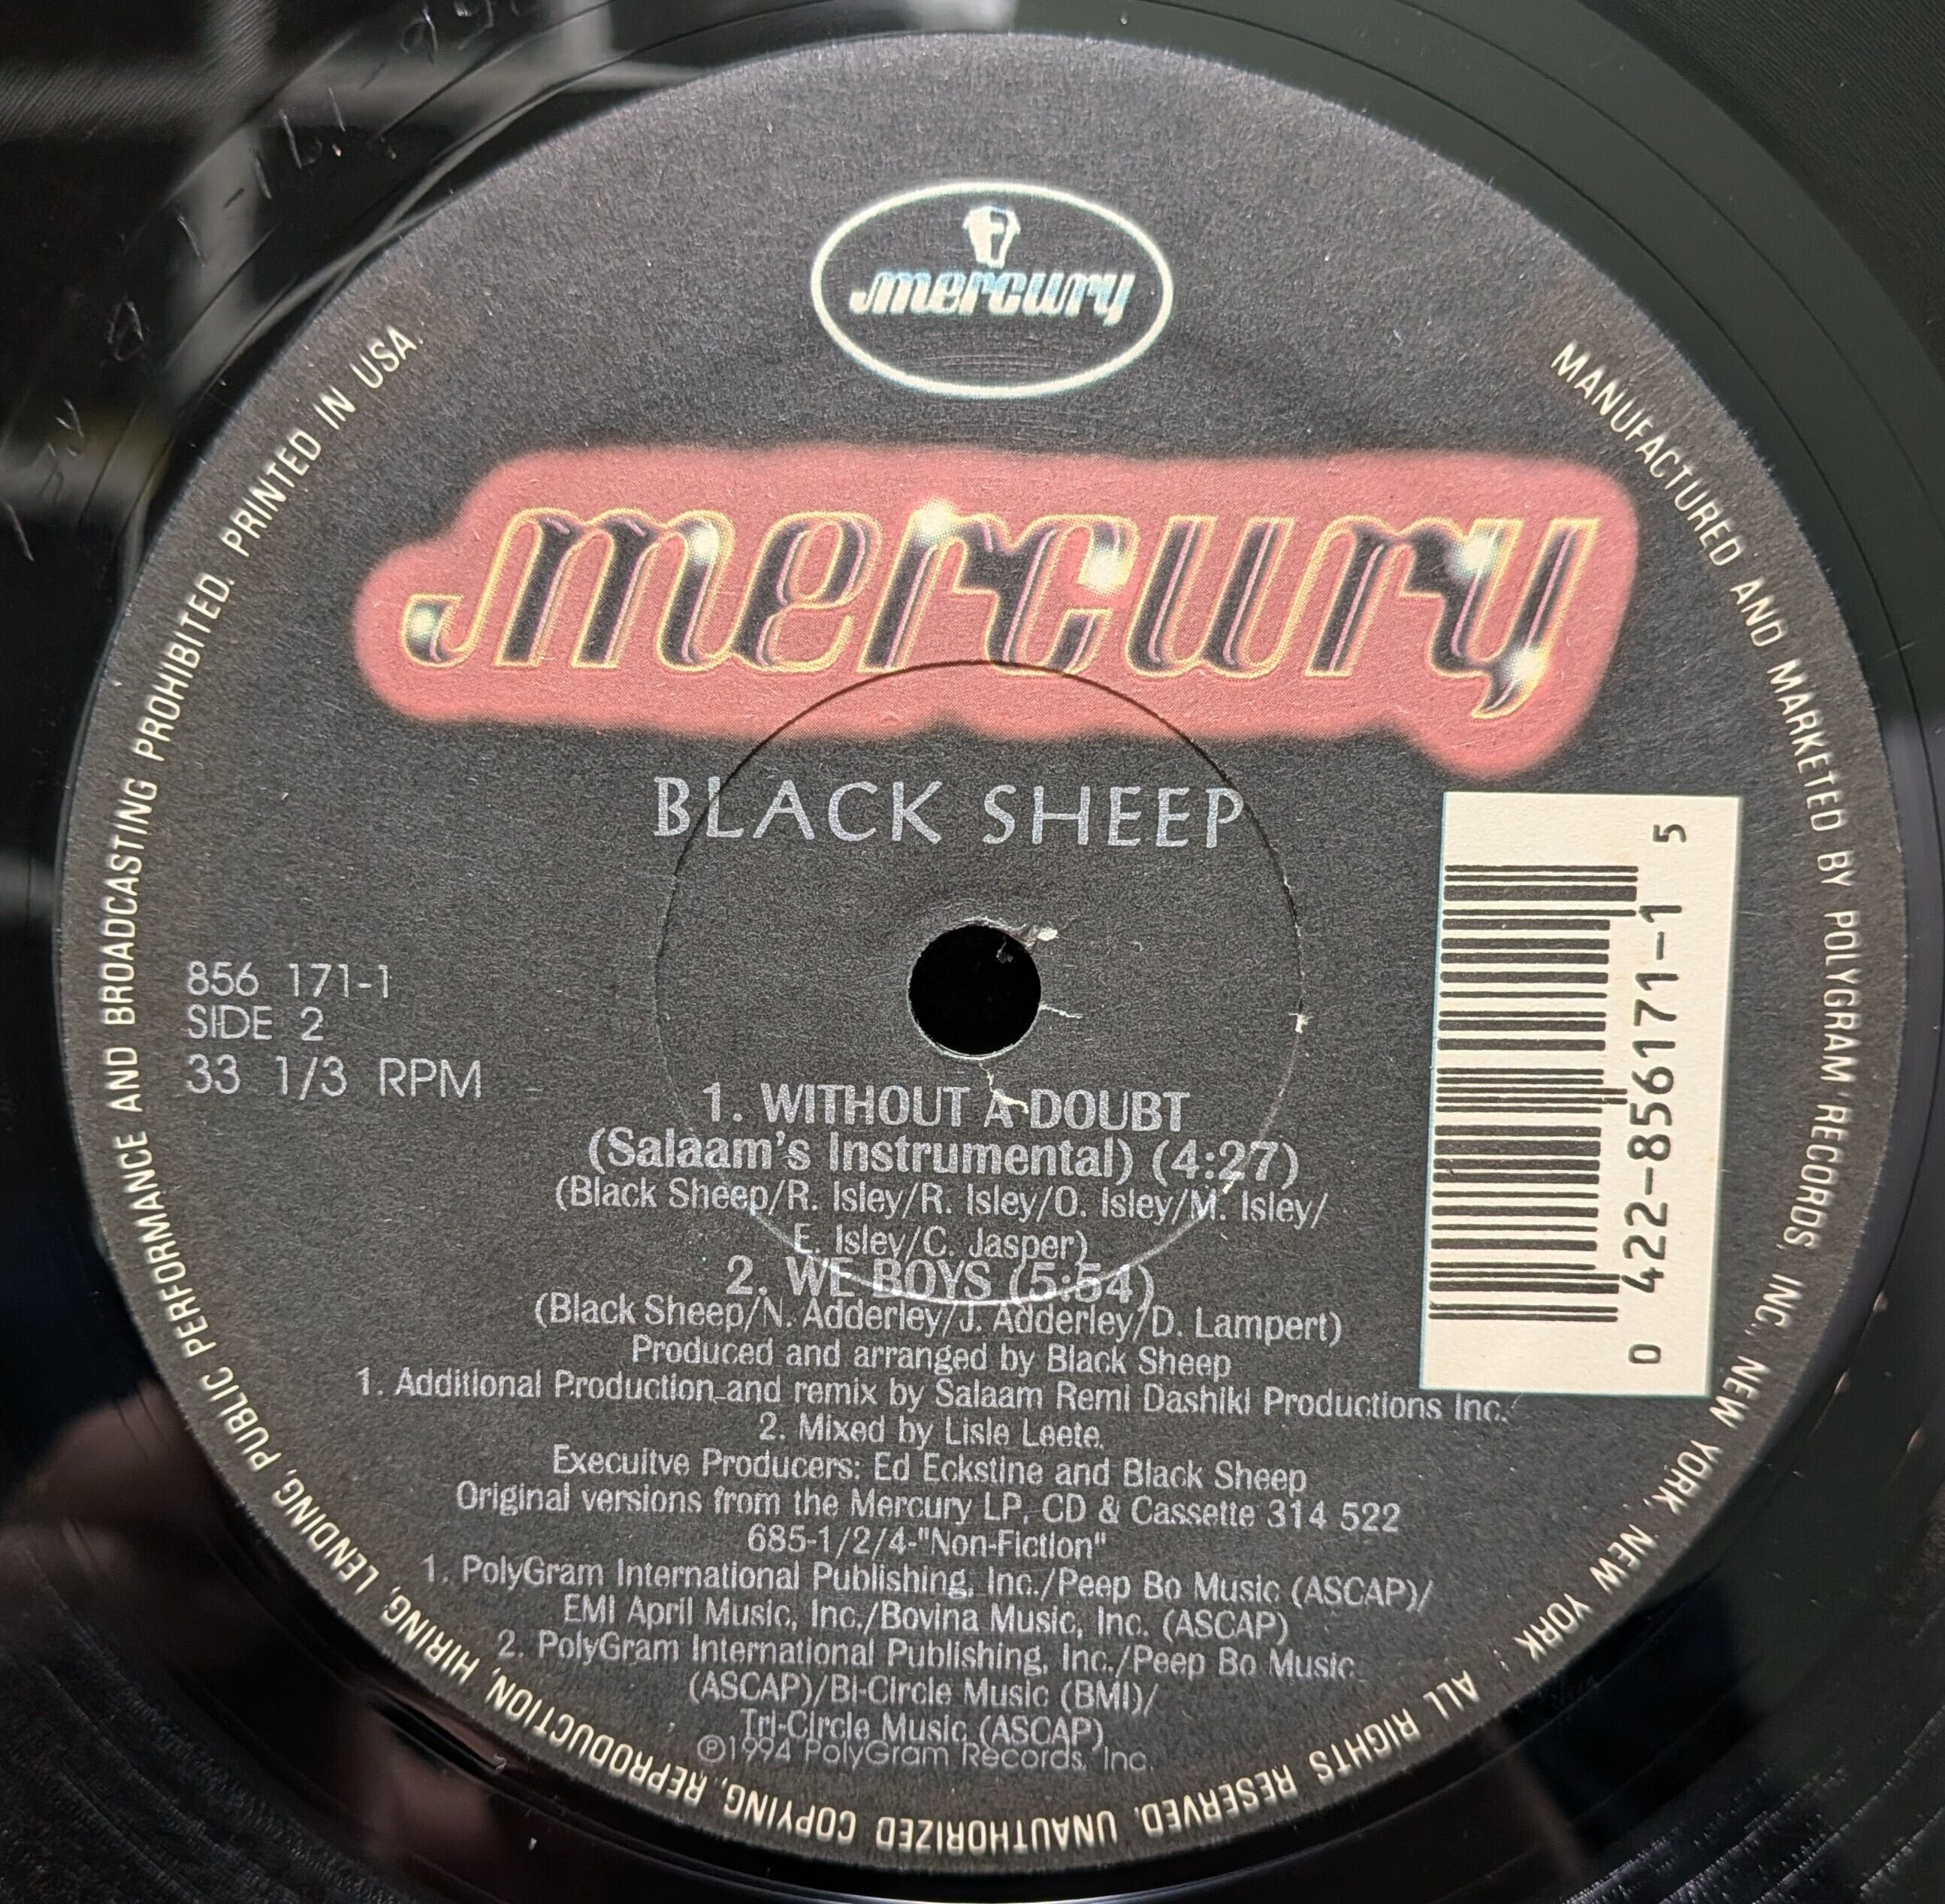 mercury
mercury
BLACK SHEEP
856 171-1
SIDE 2
33 1/3 RPM
1. WITHOUT A DOUBT
(Salaam's Instrumental) (4:27)
(Black Sheep/R. Isley/R. Isley/O. Isley/M. Isley/
E. Isley/C. Jasper)
2. WE BOYS (5:54)
(Black Sheep/N. Adderley/J. Adderley/D. Lampert)
Produced and arranged by Black Sheep
1. Additional Production and remix by Salaam Remi Dashiki Productions Inc.
2. Mixed by Lisle Leete.
Execuitve Producers: Ed Eckstine and Black Sheep
Original versions from the Mercury LP, CD & Cassette 314 522
685-1/2/4-"Non-Fiction"
1. PolyGram International Publishing, Inc./Peep Bo Music (ASCAP)/
EMI April Music, Inc./Bovina Music, Inc. (ASCAP)
2. PolyGram International Publishing, Inc./Peep Bo Music
(ASCAP)/Bi-Circle Music (BMI)/
Tri-Circle Music (ASCAP)
℗1994 PolyGram Records, Inc.
0 422-856171-1 5
MANUFACTURED AND MARKETED BY POLYGRAM RECORDS, INC., NEW YORK, NEW YORK. ALL RIGHTS RESERVED. UNAUTHORIZED COPYING, REPRODUCTION, HIRING, LENDING, PUBLIC PERFORMANCE AND BROADCASTING PROHIBITED. PRINTED IN USA.